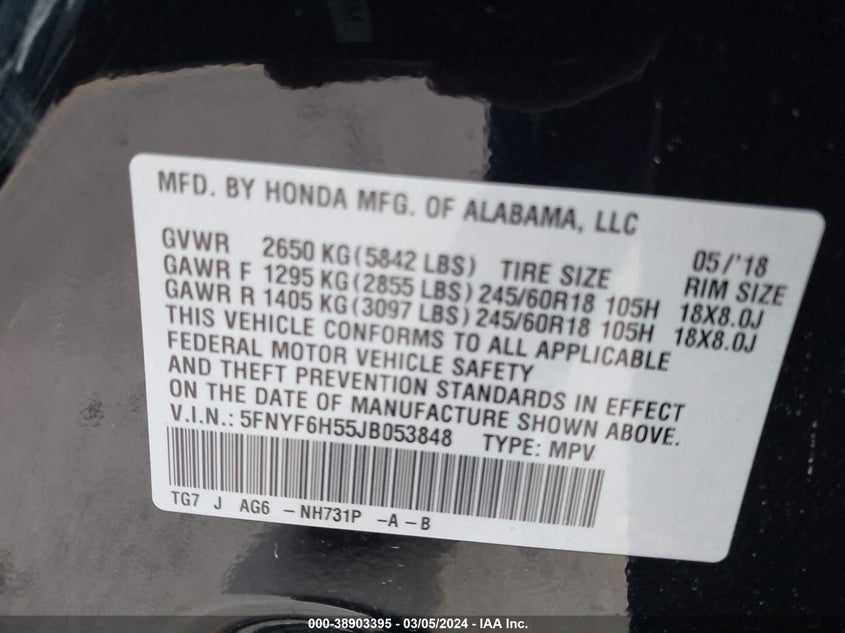 MFD. BY HONDA MFG. OF ALABAMA, LLC
GVWR 2650 KG (5842 LBS) TIRE SIZE 05/'18 RIM SIZE
GAWR F 1295 KG (2855 LBS) 245/60R18 105H 18X8.0J
GAWR R 1405 KG (3097 LBS) 245/60R18 105H 18X8.0J
THIS VEHICLE CONFORMS TO ALL APPLICABLE
FEDERAL MOTOR VEHICLE SAFETY
AND THEFT PREVENTION STANDARDS IN EFFECT
ON THE DATE OF MANUFACTURE SHOWN ABOVE.
V.I.N.: 5FNYF6H55JB053848 TYPE: MPV
TG7 J AG6 - NH731P - A - B
000-38903395 - 03/05/2024 - IAA Inc.